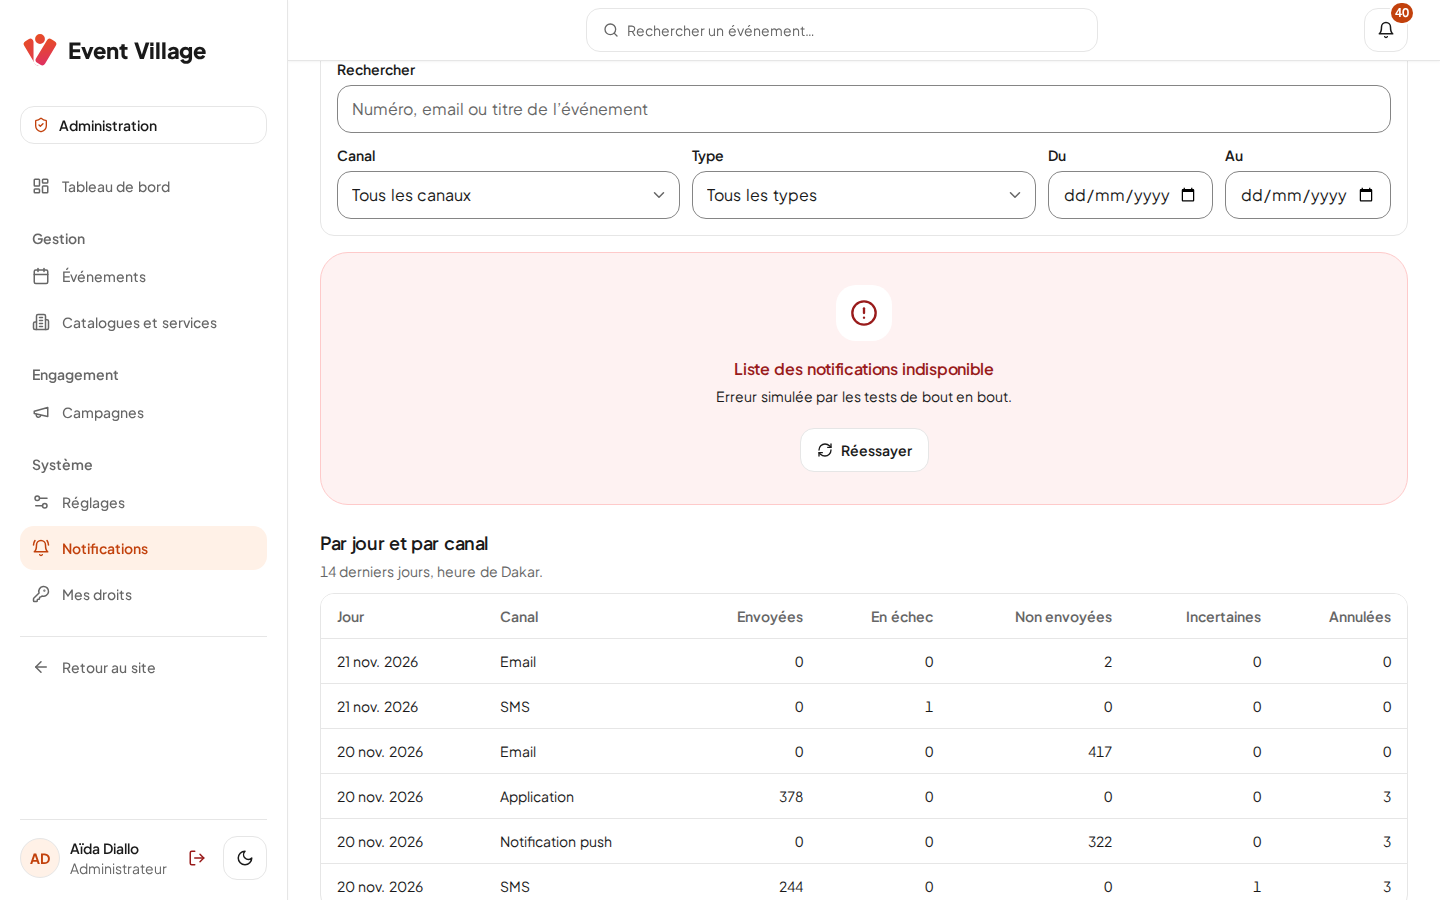 Event Village
Rechercher un événement…
40
Administration
Tableau de bord
Gestion
Événements
Catalogues et services
Engagement
Campagnes
Système
Réglages
Notifications
Mes droits
Retour au site
AD
Aïda Diallo
Administrateur
Rechercher
Numéro, email ou titre de l’événement
Canal Type Du Au
Tous les canaux Tous les types dd/mm/yyyy dd/mm/yyyy
Liste des notifications indisponible
Erreur simulée par les tests de bout en bout.
Réessayer
Par jour et par canal
14 derniers jours, heure de Dakar.
Jour Canal Envoyées En échec Non envoyées Incertaines Annulées
21 nov. 2026 Email 0 0 2 0 0
21 nov. 2026 SMS 0 1 0 0 0
20 nov. 2026 Email 0 0 417 0 0
20 nov. 2026 Application 378 0 0 0 3
20 nov. 2026 Notification push 0 0 322 0 3
20 nov. 2026 SMS 244 0 0 1 3